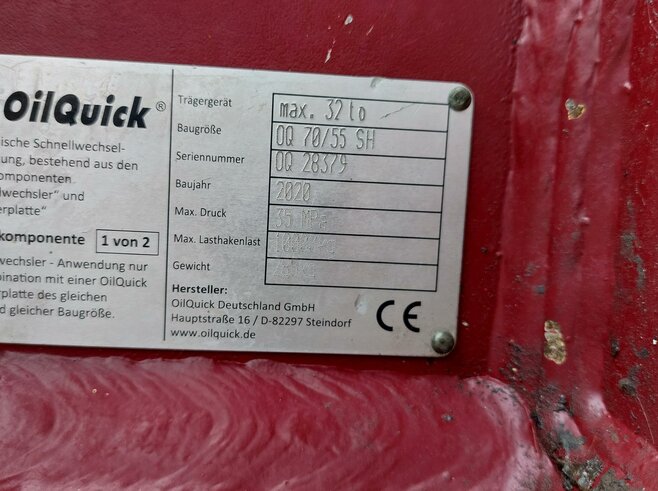 OilQuick®
ische Schnellwechsel-
ung, bestehend aus den
omponenten
lwechsler“ und
erplatte“
komponente 1 von 2
wechsler - Anwendung nur
bination mit einer OilQuick
rplatte des gleichen
d gleicher Baugröße.
Trägergerät max. 32 to
Baugröße OQ 70/55 SH
Seriennummer OQ 28379
Baujahr 2020
Max. Druck 35 MPa
Max. Lasthakenlast
Gewicht
Hersteller:
OilQuick Deutschland GmbH
Hauptstraße 16 / D-82297 Steindorf
www.oilquick.de
CE